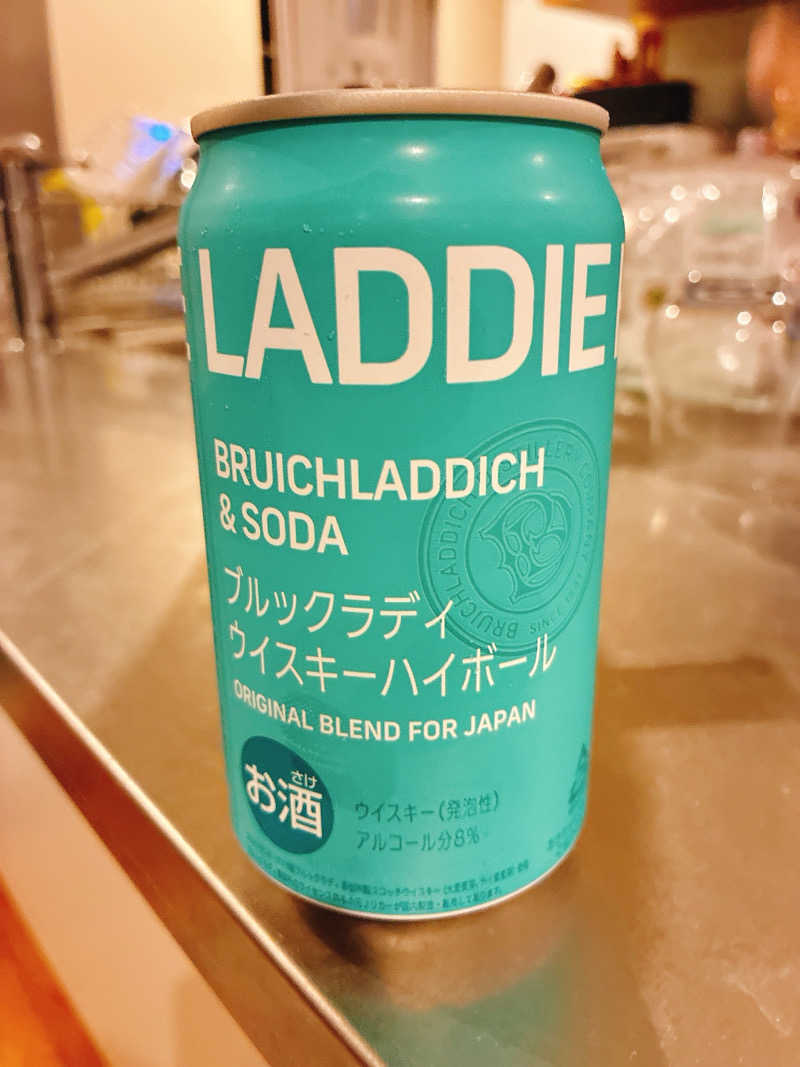 LADDIE
BRUICHLADDICH
& SODA
ブルックラディ
ウイスキーハイボール
ORIGINAL BLEND FOR JAPAN
さけ
お酒
ウイスキー(発泡性)
アルコール分8%